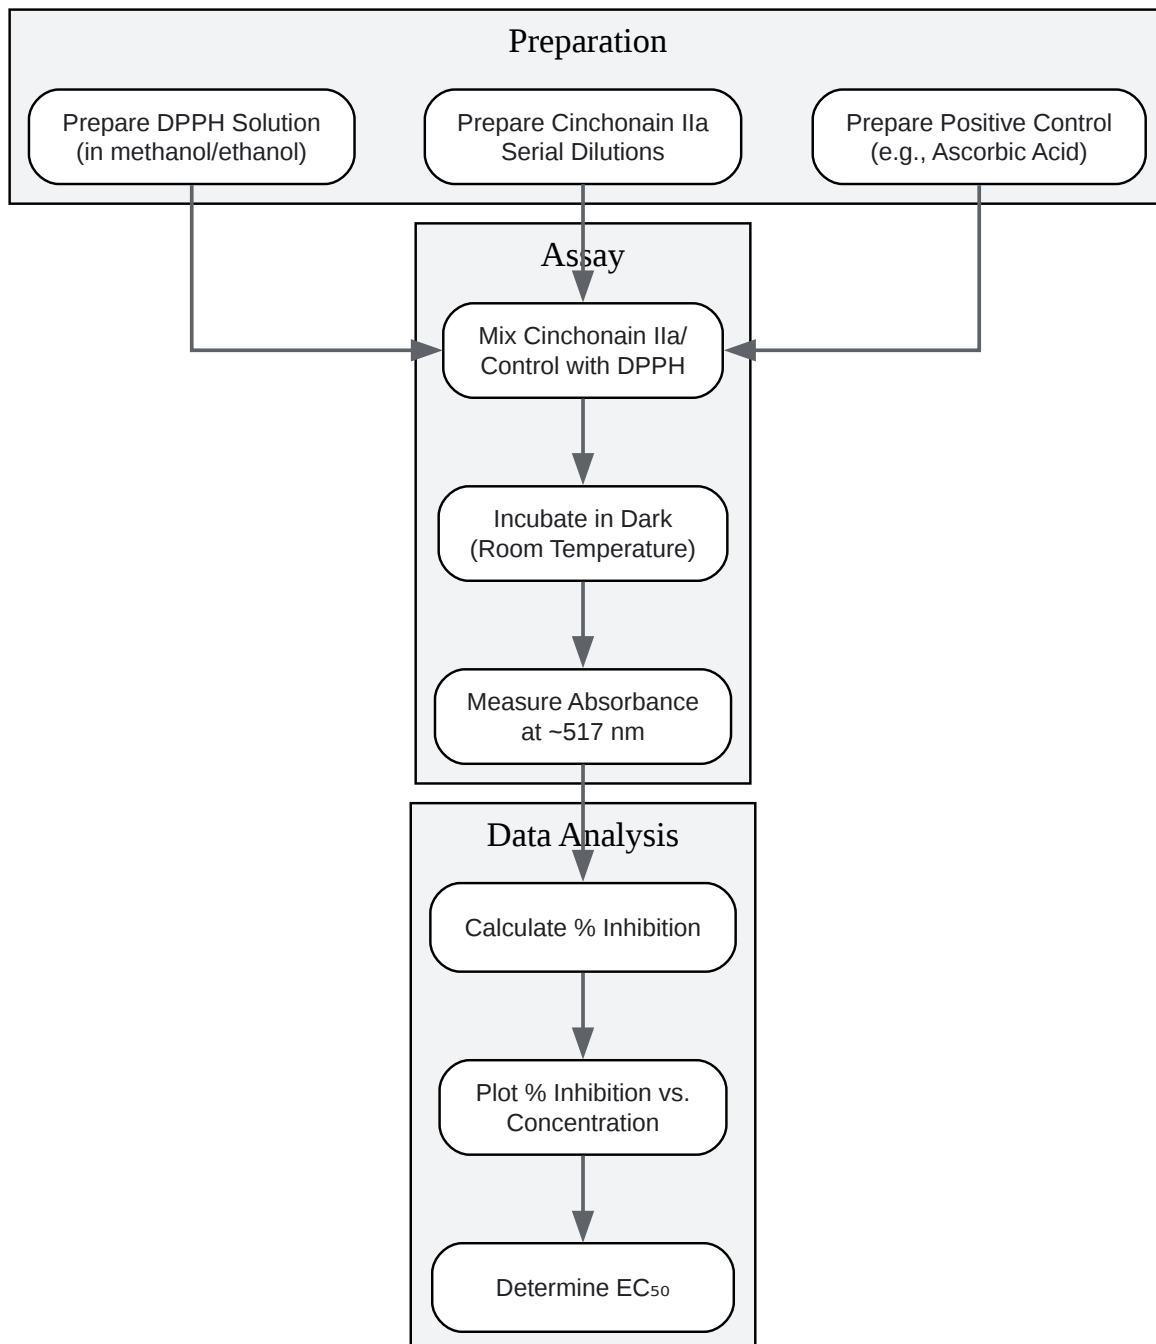 Preparation
Prepare DPPH Solution
(in methanol/ethanol)
Prepare Cinchonain IIa
Serial Dilutions
Prepare Positive Control
(e.g., Ascorbic Acid)
Assay
Mix Cinchonain IIa/
Control with DPPH
Incubate in Dark
(Room Temperature)
Measure Absorbance
at ~517 nm
Data Analysis
Calculate % Inhibition
Plot % Inhibition vs.
Concentration
Determine EC₅₀